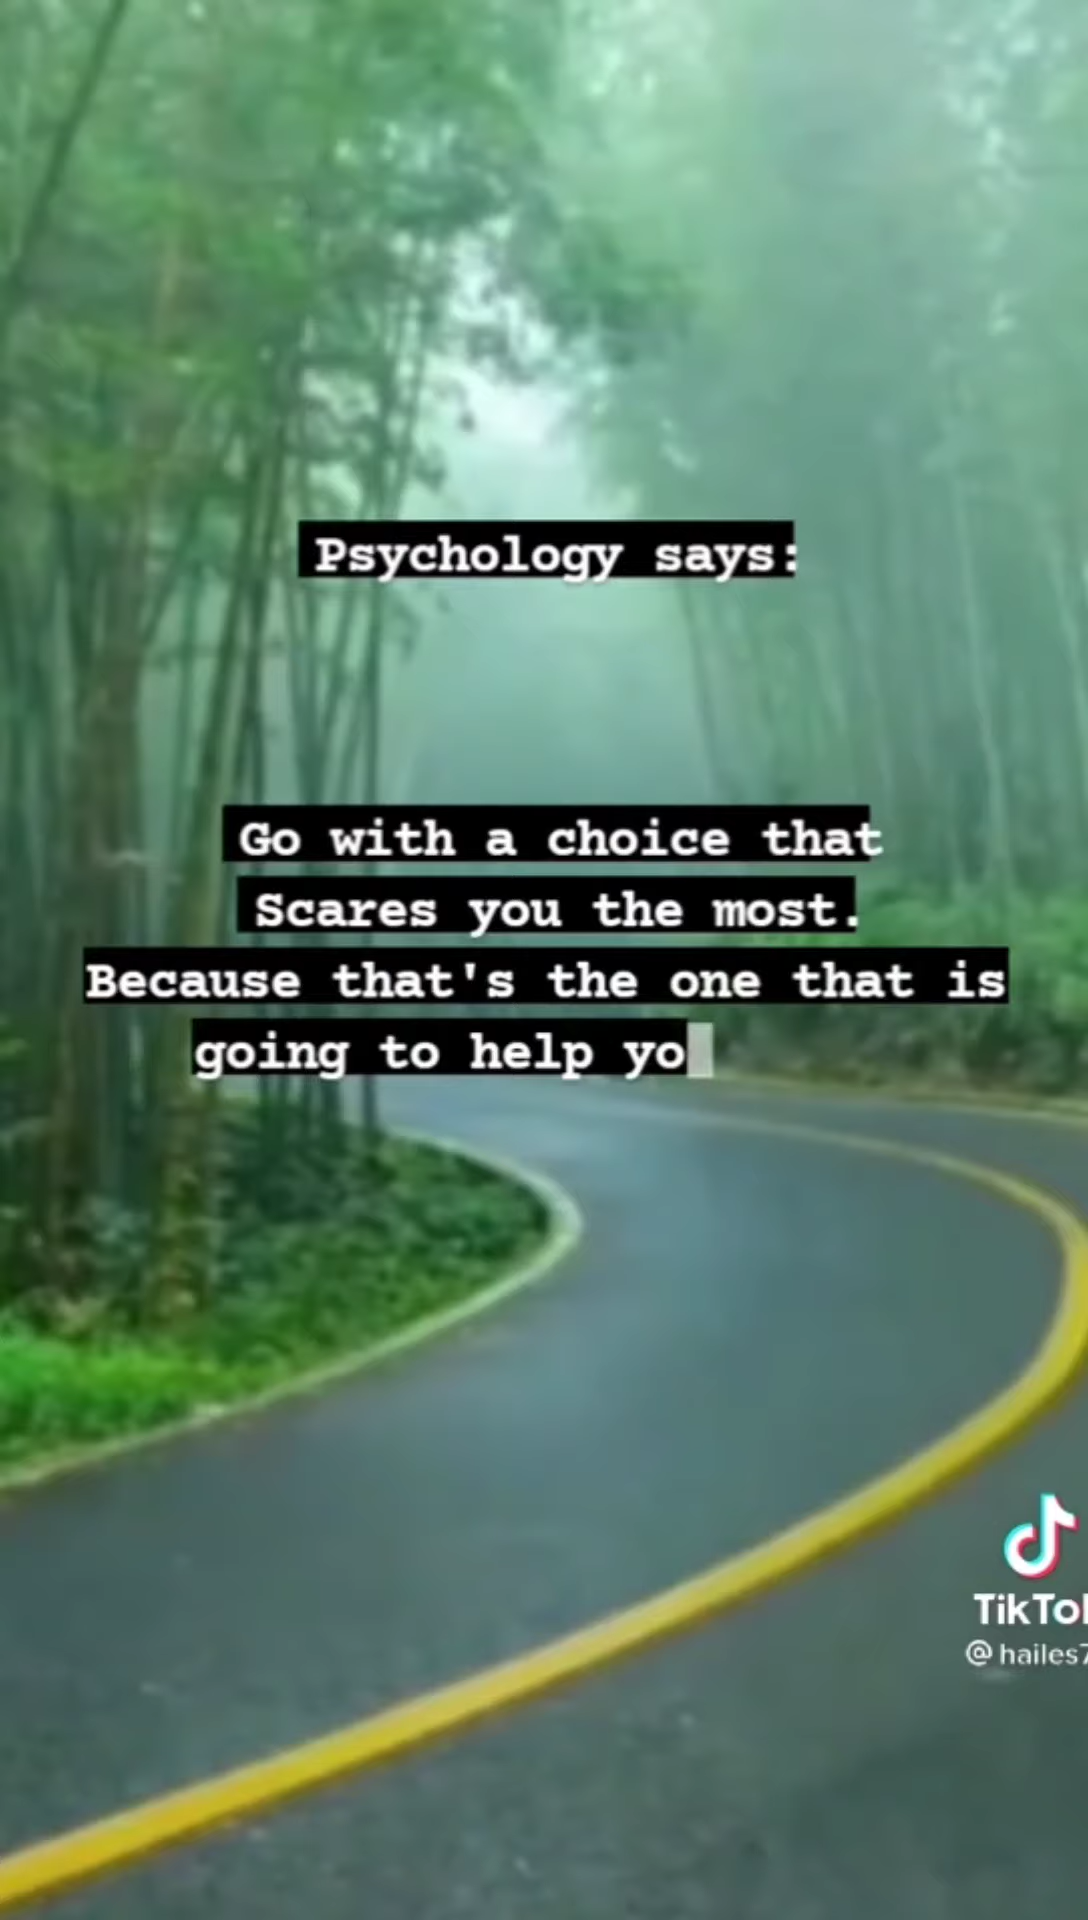 Psychology says:
Go with a choice that
Scares you the most.
Because that's the one that is
going to help yo
TikTo
@hailes7